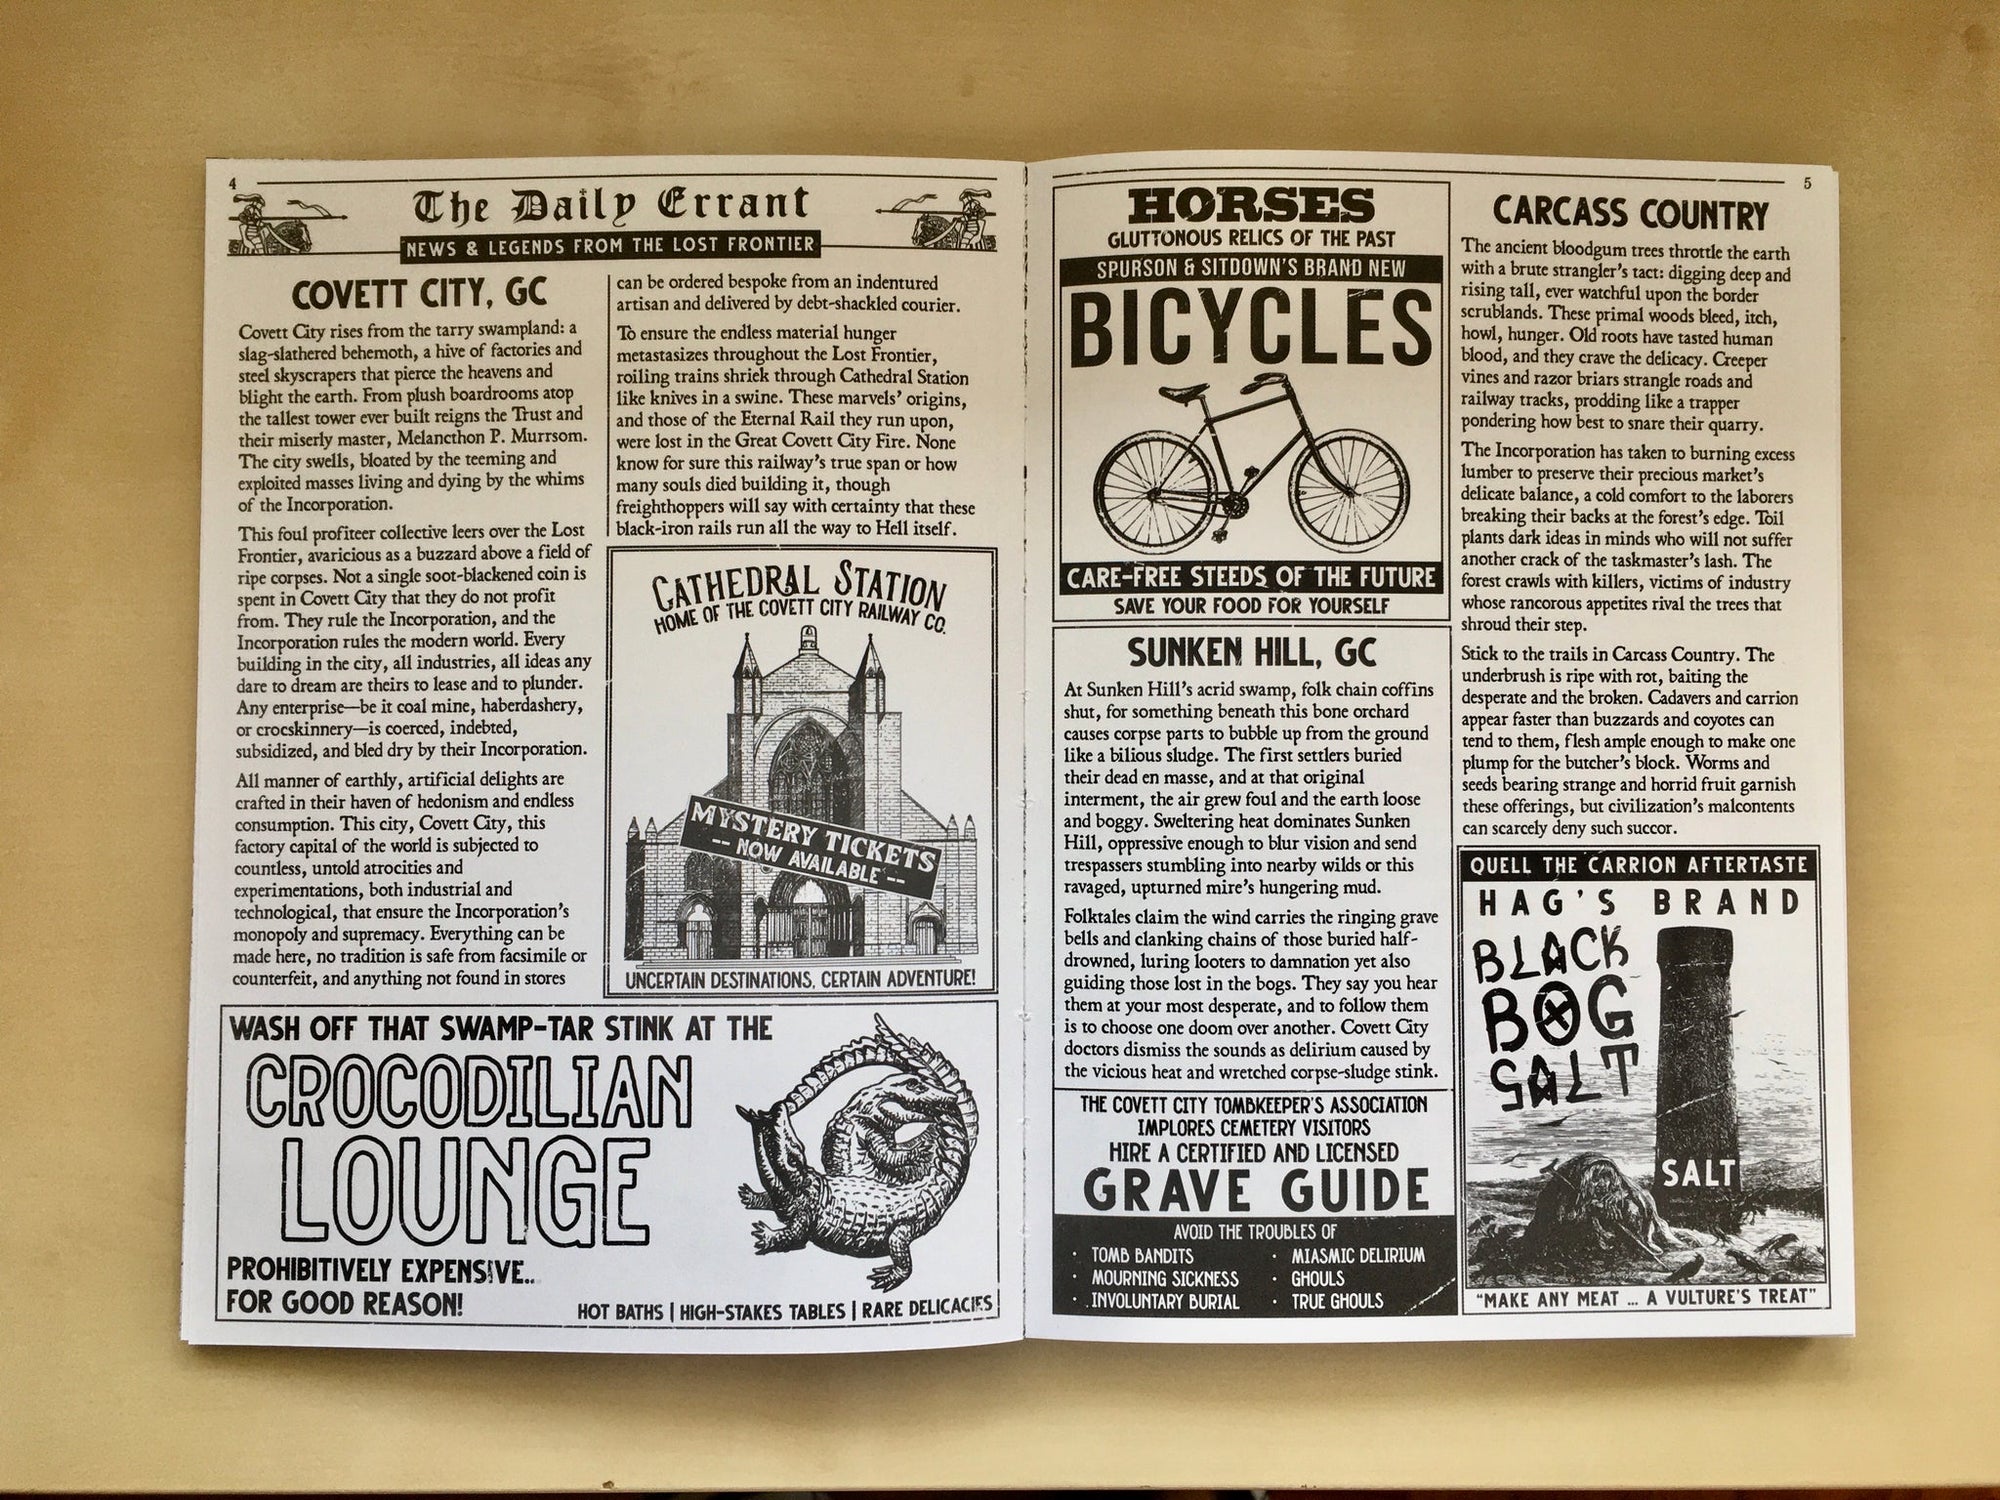 4
The Daily Errant
NEWS & LEGENDS FROM THE LOST FRONTIER
COVETT CITY, GC
Covett City rises from the tarry swampland: a
slag-slathered behemoth, a hive of factories and
steel skyscrapers that pierce the heavens and
blight the earth. From plush boardrooms atop
the tallest tower ever built reigns the Trust and
their miserly master, Melancthon P. Murrsom.
The city swells, bloated by the teeming and
exploited masses living and dying by the whims
of the Incorporation.
This foul profiteer collective leers over the Lost
Frontier, avaricious as a buzzard above a field of
ripe corpses. Not a single soot-blackened coin is
spent in Covett City that they do not profit
from. They rule the Incorporation, and the
Incorporation rules the modern world. Every
building in the city, all industries, all ideas any
dare to dream are theirs to lease and to plunder.
Any enterprise—be it coal mine, haberdashery,
or crocskinnery—is coerced, indebted,
subsidized, and bled dry by their Incorporation.
All manner of earthly, artificial delights are
crafted in their haven of hedonism and endless
consumption. This city, Covett City, this
factory capital of the world is subjected to
countless, untold atrocities and
experimentations, both industrial and
technological, that ensure the Incorporation's
monopoly and supremacy. Everything can be
made here, no tradition is safe from facsimile or
counterfeit, and anything not found in stores
can be ordered bespoke from an indentured
artisan and delivered by debt-shackled courier.
To ensure the endless material hunger
metastasizes throughout the Lost Frontier,
roiling trains shriek through Cathedral Station
like knives in a swine. These marvels' origins,
and those of the Eternal Rail they run upon,
were lost in the Great Covett City Fire. None
know for sure this railway's true span or how
many souls died building it, though
freighthoppers will say with certainty that these
black-iron rails run all the way to Hell itself.
CATHEDRAL STATION
HOME OF THE COVETT CITY RAILWAY CO.
MYSTERY TICKETS
-- NOW AVAILABLE --
UNCERTAIN DESTINATIONS, CERTAIN ADVENTURE!
WASH OFF THAT SWAMP-TAR STINK AT THE
CROCODILIAN
LOUNGE
PROHIBITIVELY EXPENSIVE..
FOR GOOD REASON!
HOT BATHS | HIGH-STAKES TABLES | RARE DELICACIES
5
HORSES
GLUTTONOUS RELICS OF THE PAST
SPURSON & SITDOWN'S BRAND NEW
BICYCLES
CARE-FREE STEEDS OF THE FUTURE
SAVE YOUR FOOD FOR YOURSELF
SUNKEN HILL, GC
At Sunken Hill's acrid swamp, folk chain coffins
shut, for something beneath this bone orchard
causes corpse parts to bubble up from the ground
like a bilious sludge. The first settlers buried
their dead en masse, and at that original
interment, the air grew foul and the earth loose
and boggy. Sweltering heat dominates Sunken
Hill, oppressive enough to blur vision and send
trespassers stumbling into nearby wilds or this
ravaged, upturned mire's hungering mud.
Folktales claim the wind carries the ringing grave
bells and clanking chains of those buried half-
drowned, luring looters to damnation yet also
guiding those lost in the bogs. They say you hear
them at your most desperate, and to follow them
is to choose one doom over another. Covett City
doctors dismiss the sounds as delirium caused by
the vicious heat and wretched corpse-sludge stink.
THE COVETT CITY TOMBKEEPER'S ASSOCIATION
IMPLORES CEMETERY VISITORS
HIRE A CERTIFIED AND LICENSED
GRAVE GUIDE
AVOID THE TROUBLES OF
· TOMB BANDITS
· MOURNING SICKNESS
· INVOLUNTARY BURIAL
· MIASMIC DELIRIUM
· GHOULS
· TRUE GHOULS
CARCASS COUNTRY
The ancient bloodgum trees throttle the earth
with a brute strangler's tact: digging deep and
rising tall, ever watchful upon the border
scrublands. These primal woods bleed, itch,
howl, hunger. Old roots have tasted human
blood, and they crave the delicacy. Creeper
vines and razor briars strangle roads and
railway tracks, prodding like a trapper
pondering how best to snare their quarry.
The Incorporation has taken to burning excess
lumber to preserve their precious market's
delicate balance, a cold comfort to the laborers
breaking their backs at the forest's edge. Toil
plants dark ideas in minds who will not suffer
another crack of the taskmaster's lash. The
forest crawls with killers, victims of industry
whose rancorous appetites rival the trees that
shroud their step.
Stick to the trails in Carcass Country. The
underbrush is ripe with rot, baiting the
desperate and the broken. Cadavers and carrion
appear faster than buzzards and coyotes can
tend to them, flesh ample enough to make one
plump for the butcher's block. Worms and
seeds bearing strange and horrid fruit garnish
these offerings, but civilization's malcontents
can scarcely deny such succor.
QUELL THE CARRION AFTERTASTE
HAG'S BRAND
BLACK
BOG
SALT
SALT
"MAKE ANY MEAT ... A VULTURE'S TREAT"